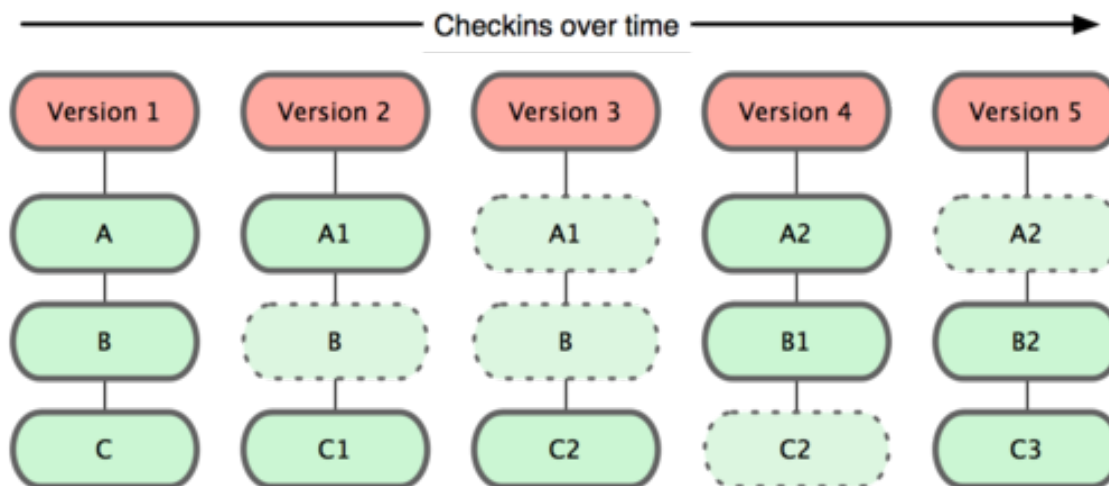 Checkins over time
Version 1 Version 2 Version 3 Version 4 Version 5
A A1 A1 A2 A2
B B B B1 B2
C C1 C2 C2 C3